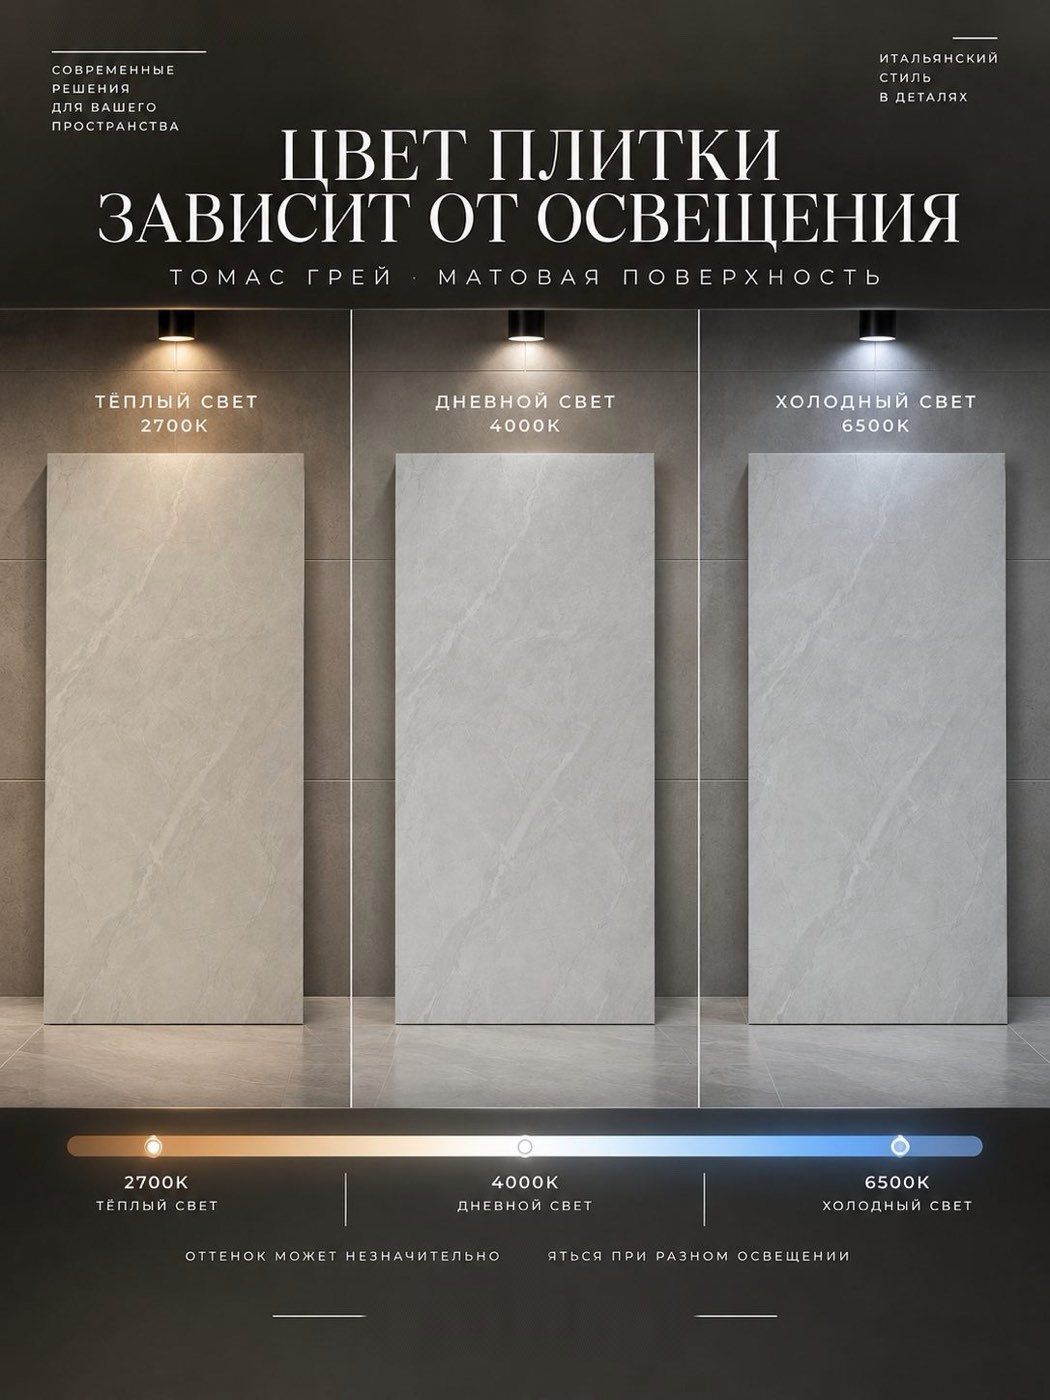 СОВРЕМЕННЫЕ
РЕШЕНИЯ
ДЛЯ ВАШЕГО
ПРОСТРАНСТВА
ИТАЛЬЯНСКИЙ
СТИЛЬ
В ДЕТАЛЯХ
ЦВЕТ ПЛИТКИ
ЗАВИСИТ ОТ ОСВЕЩЕНИЯ
ТОМАС ГРЕЙ · МАТОВАЯ ПОВЕРХНОСТЬ
ТЁПЛЫЙ СВЕТ
2700K
ДНЕВНОЙ СВЕТ
4000K
ХОЛОДНЫЙ СВЕТ
6500K
2700K
ТЁПЛЫЙ СВЕТ
4000K
ДНЕВНОЙ СВЕТ
6500K
ХОЛОДНЫЙ СВЕТ
ОТТЕНОК МОЖЕТ НЕЗНАЧИТЕЛЬНО ЯТЬСЯ ПРИ РАЗНОМ ОСВЕЩЕНИИ